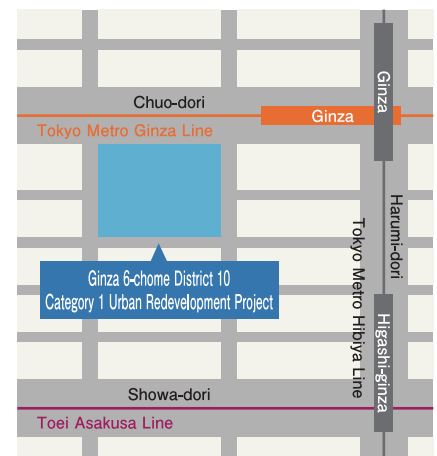 Ginza
Chuo-dori
Ginza
Tokyo Metro Ginza Line
Harumi-dori
Tokyo Metro Hibiya Line
Ginza 6-chome District 10
Category 1 Urban Redevelopment Project
Higashi-ginza
Showa-dori
Toei Asakusa Line